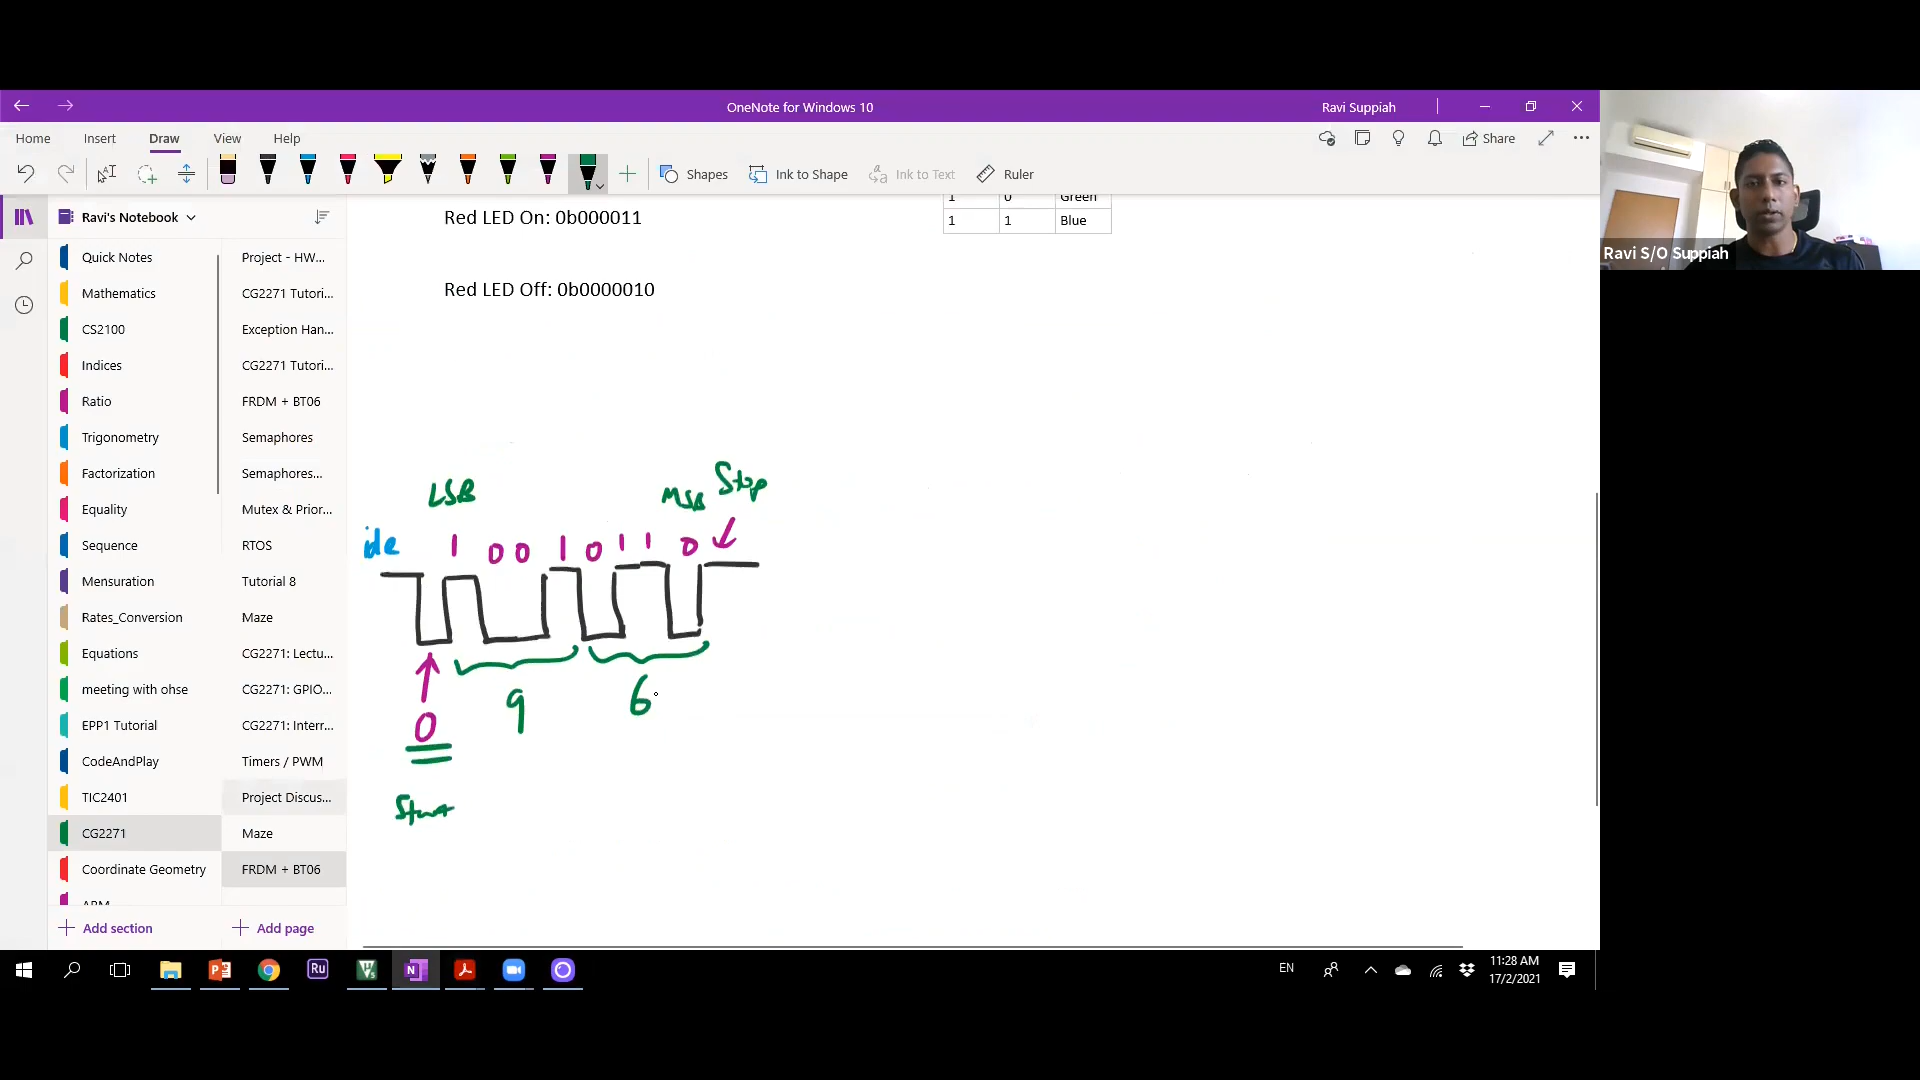 OneNote for Windows 10
Ravi Suppiah
Home Insert Draw View Help
Share
Shapes Ink to Shape Ink to Text Ruler
Ravi's Notebook
Quick Notes
Mathematics
CS2100
Indices
Ratio
Trigonometry
Factorization
Equality
Sequence
Mensuration
Rates_Conversion
Equations
meeting with ohse
EPP1 Tutorial
CodeAndPlay
TIC2401
CG2271
Coordinate Geometry
ARM
Add section
Project - HW...
CG2271 Tutori...
Exception Han...
CG2271 Tutori...
FRDM + BT06
Semaphores
Semaphores...
Mutex & Prior...
RTOS
Tutorial 8
Maze
CG2271: Lectu...
CG2271: GPIO...
CG2271: Interr...
Timers / PWM
Project Discus...
Maze
FRDM + BT06
Add page
1 0 Green
1 1 Blue
Red LED On: 0b000011
Red LED Off: 0b0000010
LSB MSB Stop
1 0 0 1 0 1 1 0
9 6
0
Start
Ravi S/O Suppiah
Ru
N
EN
11:28 AM
17/2/2021